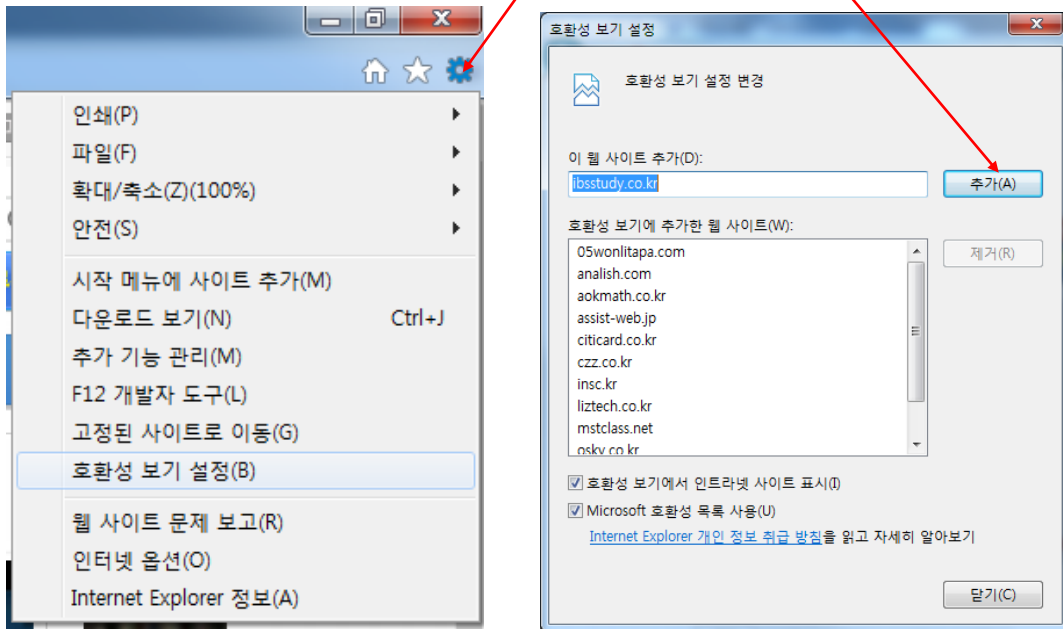 인쇄(P)
파일(F)
확대/축소(Z)(100%)
안전(S)
시작 메뉴에 사이트 추가(M)
다운로드 보기(N) Ctrl+J
추가 기능 관리(M)
F12 개발자 도구(L)
고정된 사이트로 이동(G)
호환성 보기 설정(B)
웹 사이트 문제 보고(R)
인터넷 옵션(O)
Internet Explorer 정보(A)
호환성 보기 설정
호환성 보기 설정 변경
이 웹 사이트 추가(D):
ibsstudy.co.kr
추가(A)
호환성 보기에 추가한 웹 사이트(W):
05wonlitapa.com
analish.com
aokmath.co.kr
assist-web.jp
citicard.co.kr
czz.co.kr
insc.kr
liztech.co.kr
mstclass.net
osky.co.kr
제거(R)
호환성 보기에서 인트라넷 사이트 표시(I)
Microsoft 호환성 목록 사용(U)
Internet Explorer 개인 정보 취급 방침을 읽고 자세히 알아보기
닫기(C)